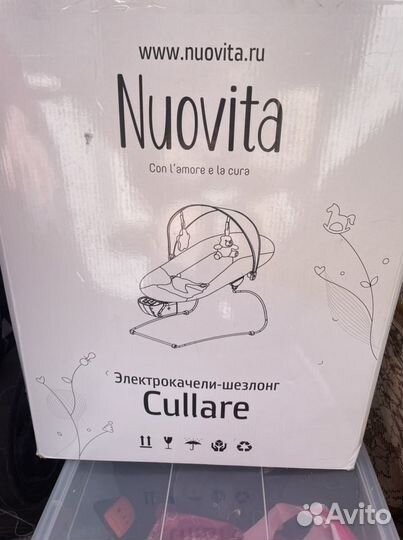 www.nuovita.ru
Nuovita
Con l'amore e la cura
Электрокачели-шезлонг
Cullare
Avito